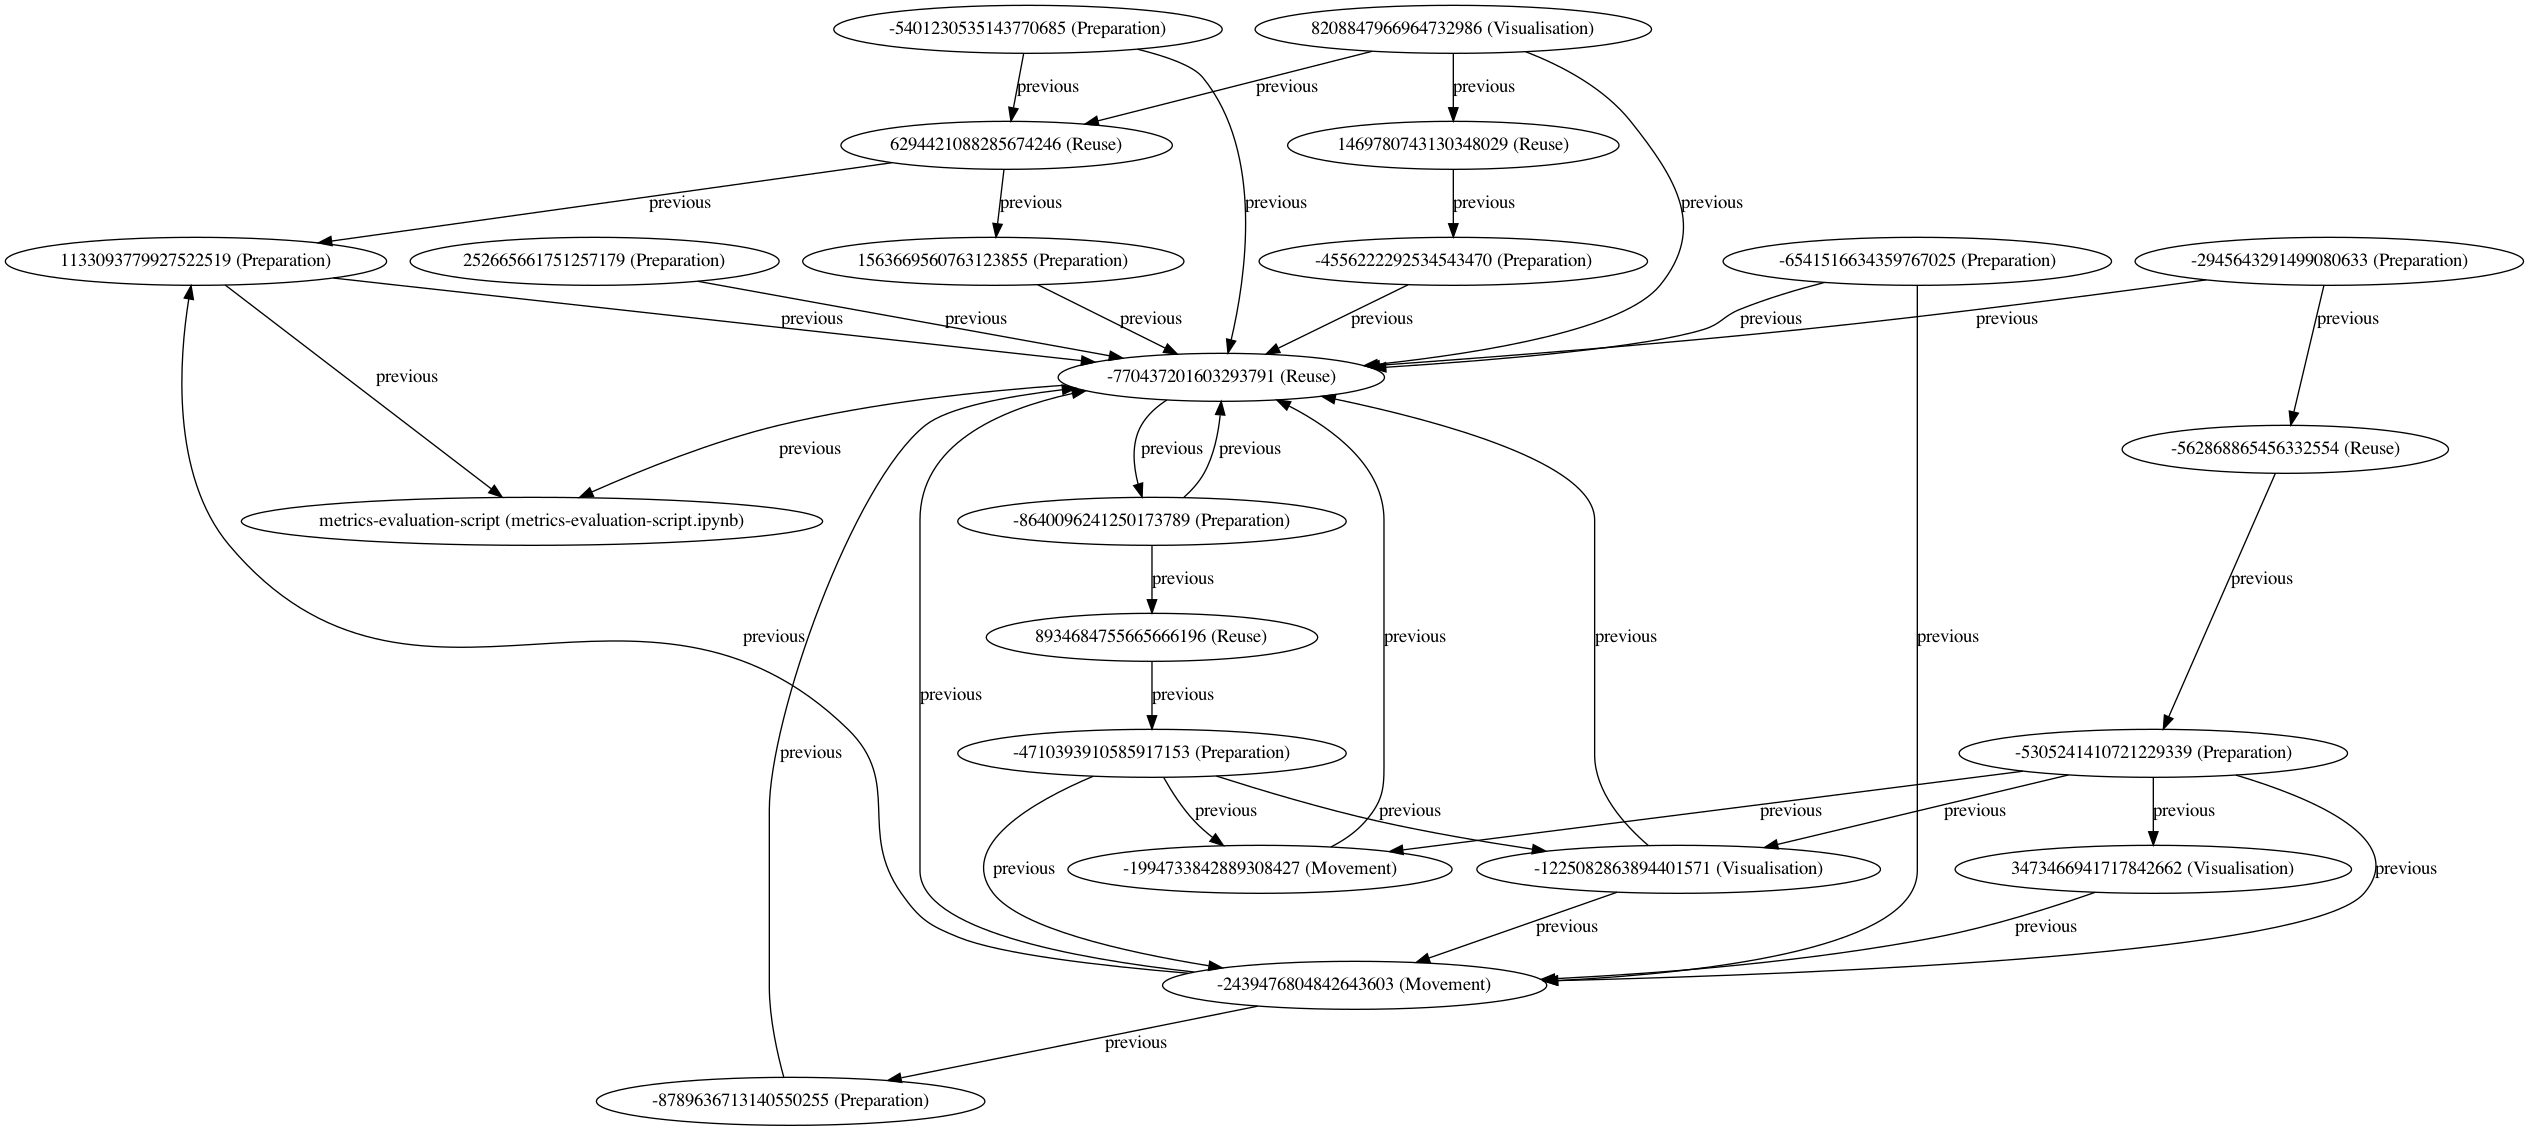 -5401230535143770685 (Preparation)
8208847966964732986 (Visualisation)
previous
previous
previous
6294421088285674246 (Reuse)
1469780743130348029 (Reuse)
previous
previous
previous
previous
previous
1133093779927522519 (Preparation)
252665661751257179 (Preparation)
1563669560763123855 (Preparation)
-4556222292534543470 (Preparation)
-6541516634359767025 (Preparation)
-2945643291499080633 (Preparation)
previous
previous
previous
previous
previous
previous
previous
-770437201603293791 (Reuse)
previous
previous
previous
previous
-562868865456332554 (Reuse)
metrics-evaluation-script (metrics-evaluation-script.ipynb)
-8640096241250173789 (Preparation)
previous
previous
previous
8934684755665666196 (Reuse)
previous
previous
previous
previous
previous
previous
-4710393910585917153 (Preparation)
-5305241410721229339 (Preparation)
previous
previous
previous
previous
previous
previous
-1994733842889308427 (Movement)
-1225082863894401571 (Visualisation)
3473466941717842662 (Visualisation)
previous
previous
previous
-2439476804842643603 (Movement)
previous
-8789636713140550255 (Preparation)